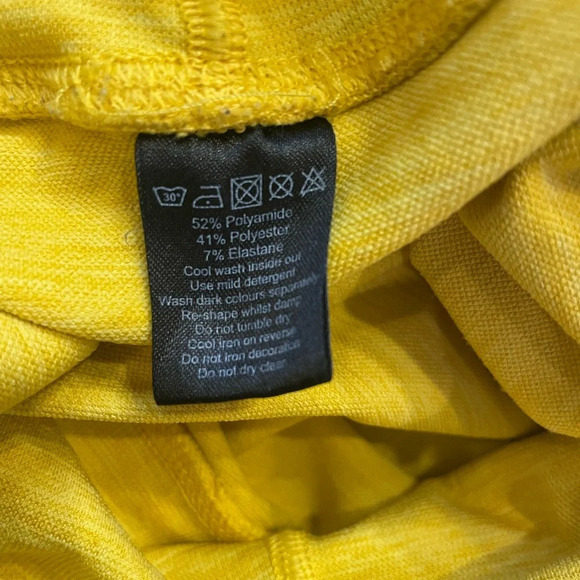 30°
52% Polyamide
41% Polyester
7% Elastane
Cool wash inside out
Use mild detergent
Wash dark colours separately
Re-shape whilst damp
Do not tumble dry
Cool iron on reverse
Do not iron decoration
Do not dry clean